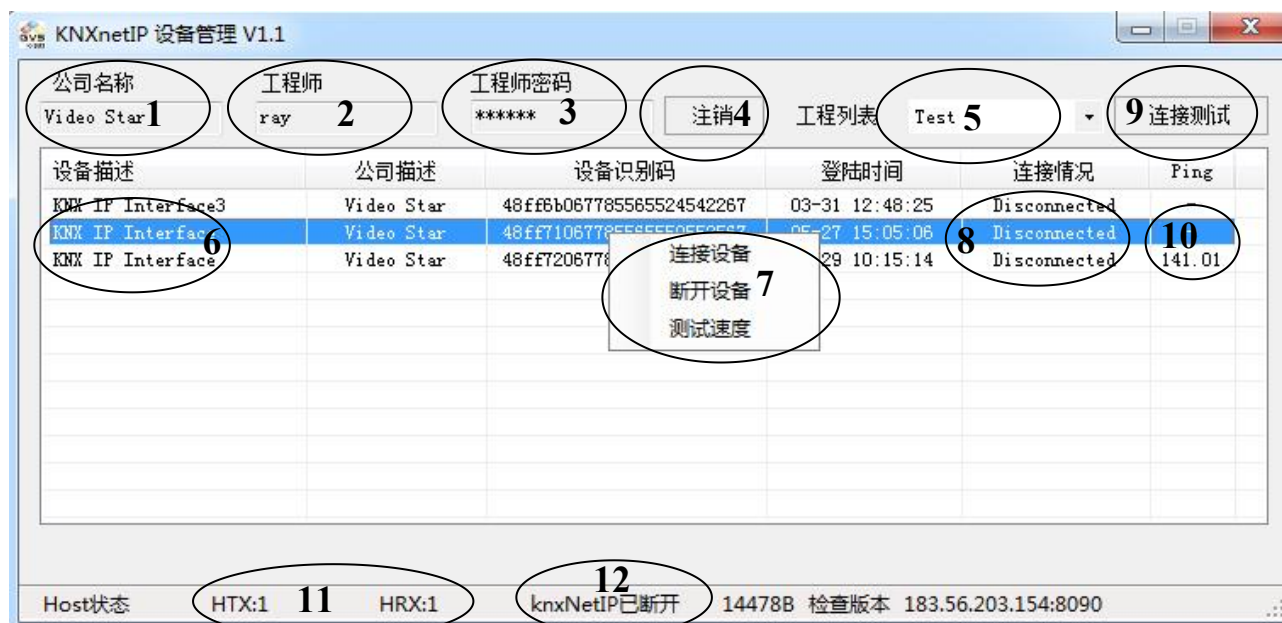 KNXnetIP 设备管理 V1.1
公司名称 工程师 工程师密码
Video Star 1 ray 2 ****** 3 注销 4 工程列表 Test 5 9 连接测试
设备描述 公司描述 设备识别码 登陆时间 连接情况 Ping
KNX IP Interface3 Video Star 48ff6b067785565524542267 03-31 12:48:25 Disconnected -
KNX IP Interface 6 Video Star 05-27 15:05:06 8 Disconnected 10
KNX IP Interface Video Star 48ff7206778 29 10:15:14 Disconnected 141.01
连接设备
断开设备 7
测试速度
Host状态 HTX:1 11 HRX:1 12 knxNetIP已断开 14478B 检查版本 183.56.203.154:8090